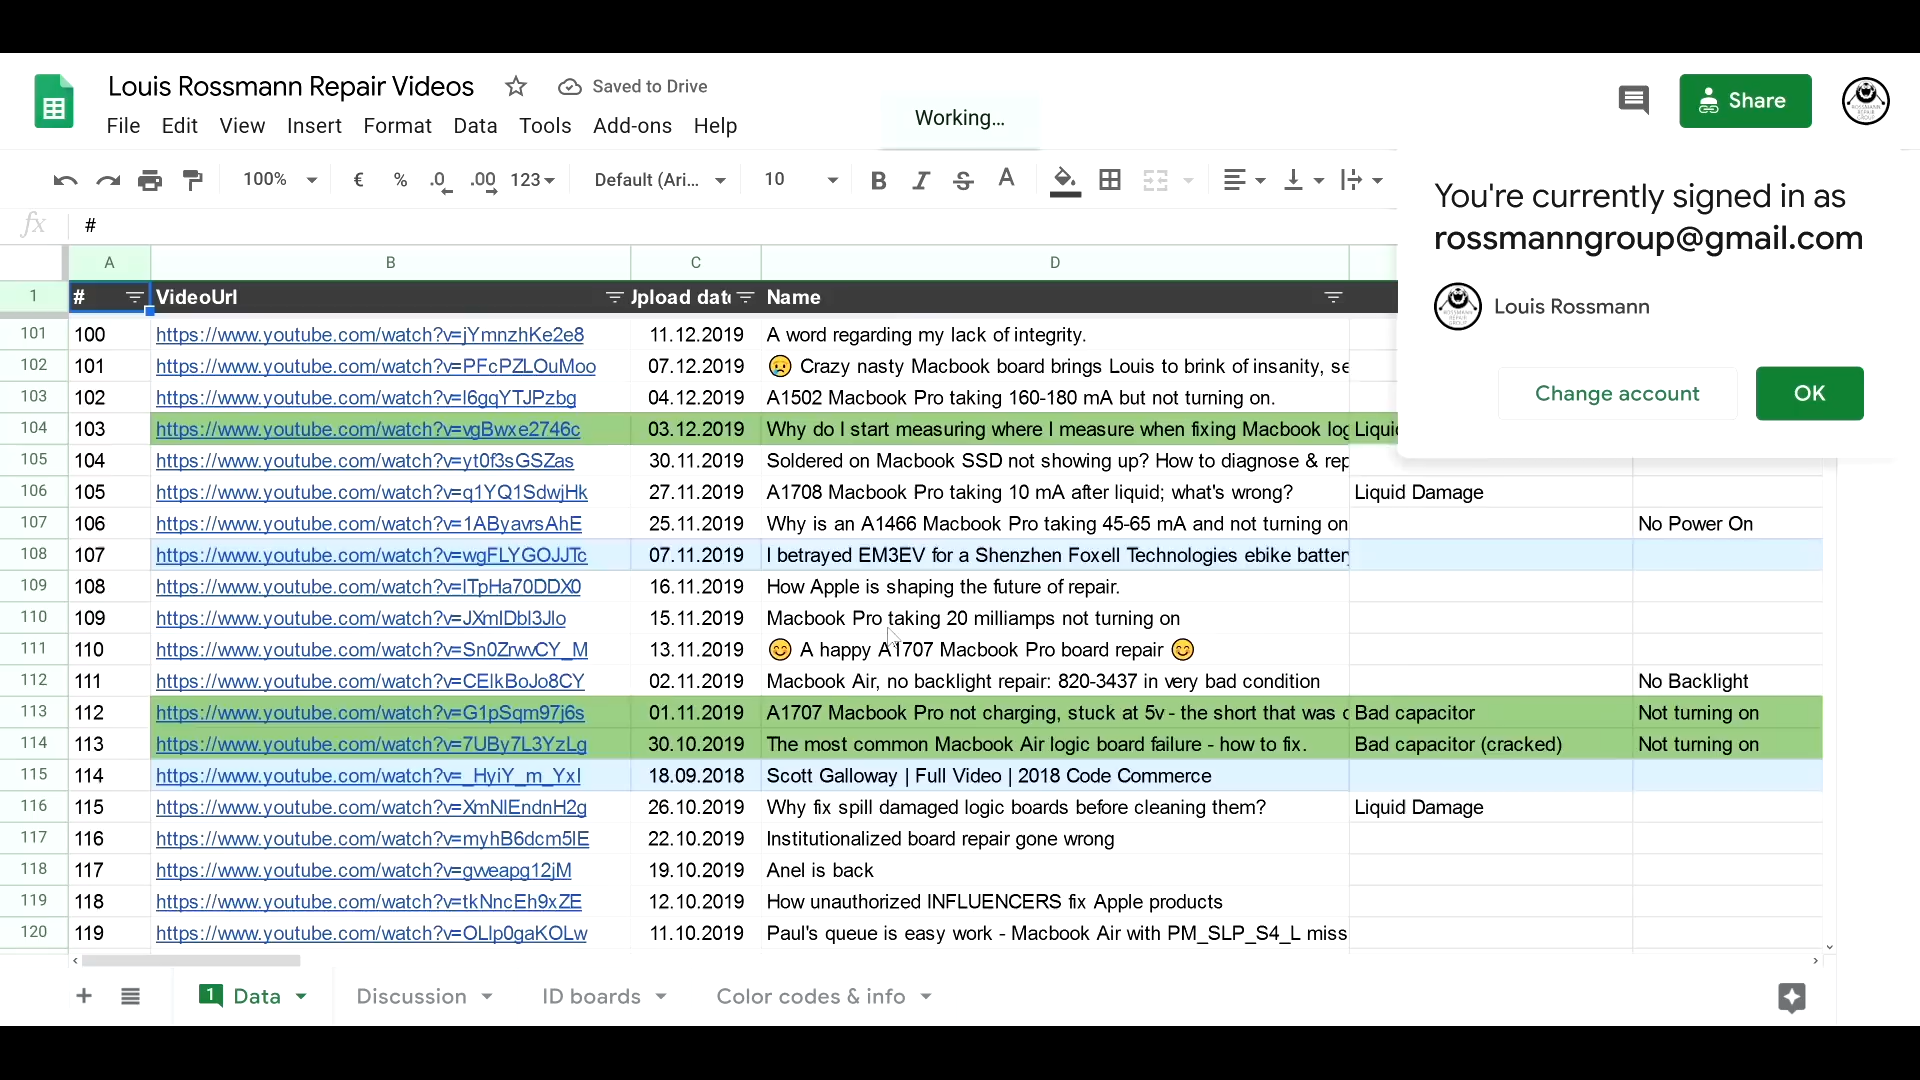 Louis Rossmann Repair Videos Saved to Drive
File Edit View Insert Format Data Tools Add-ons Help
Working...
Share
100% € % .0 .00 123 Default (Ari... 10 B I S A
You're currently signed in as
rossmanngroup@gmail.com
Louis Rossmann
Change account OK
fx #
A B C D
1 # VideoUrl Upload date Name
101 100 https://www.youtube.com/watch?v=jYmnzhKe2e8 11.12.2019 A word regarding my lack of integrity.
102 101 https://www.youtube.com/watch?v=PFcPZLOuMoo 07.12.2019 😥 Crazy nasty Macbook board brings Louis to brink of insanity, se
103 102 https://www.youtube.com/watch?v=l6gqYTJPzbg 04.12.2019 A1502 Macbook Pro taking 160-180 mA but not turning on.
104 103 https://www.youtube.com/watch?v=vgBwxe2746c 03.12.2019 Why do I start measuring where I measure when fixing Macbook log Liquid
105 104 https://www.youtube.com/watch?v=yt0f3sGSZas 30.11.2019 Soldered on Macbook SSD not showing up? How to diagnose & rep
106 105 https://www.youtube.com/watch?v=q1YQ1SdwjHk 27.11.2019 A1708 Macbook Pro taking 10 mA after liquid; what's wrong? Liquid Damage
107 106 https://www.youtube.com/watch?v=1AByavrsAhE 25.11.2019 Why is an A1466 Macbook Pro taking 45-65 mA and not turning on No Power On
108 107 https://www.youtube.com/watch?v=wgFLYGOJJTc 07.11.2019 I betrayed EM3EV for a Shenzhen Foxell Technologies ebike battery
109 108 https://www.youtube.com/watch?v=lTpHa70DDX0 16.11.2019 How Apple is shaping the future of repair.
110 109 https://www.youtube.com/watch?v=JXmlDbl3Jlo 15.11.2019 Macbook Pro taking 20 milliamps not turning on
111 110 https://www.youtube.com/watch?v=Sn0ZrwvCY_M 13.11.2019 😊 A happy A1707 Macbook Pro board repair 😊
112 111 https://www.youtube.com/watch?v=CElkBoJo8CY 02.11.2019 Macbook Air, no backlight repair: 820-3437 in very bad condition No Backlight
113 112 https://www.youtube.com/watch?v=G1pSqm97j6s 01.11.2019 A1707 Macbook Pro not charging, stuck at 5v - the short that was c Bad capacitor Not turning on
114 113 https://www.youtube.com/watch?v=7UBy7L3YzLg 30.10.2019 The most common Macbook Air logic board failure - how to fix. Bad capacitor (cracked) Not turning on
115 114 https://www.youtube.com/watch?v=_HyiY_m_YxI 18.09.2018 Scott Galloway | Full Video | 2018 Code Commerce
116 115 https://www.youtube.com/watch?v=XmNlEndnH2g 26.10.2019 Why fix spill damaged logic boards before cleaning them? Liquid Damage
117 116 https://www.youtube.com/watch?v=myhB6dcm5lE 22.10.2019 Institutionalized board repair gone wrong
118 117 https://www.youtube.com/watch?v=gweapg12jM 19.10.2019 Anel is back
119 118 https://www.youtube.com/watch?v=tkNncEh9xZE 12.10.2019 How unauthorized INFLUENCERS fix Apple products
120 119 https://www.youtube.com/watch?v=OLlp0gaKOLw 11.10.2019 Paul's queue is easy work - Macbook Air with PM_SLP_S4_L miss
1 Data Discussion ID boards Color codes & info